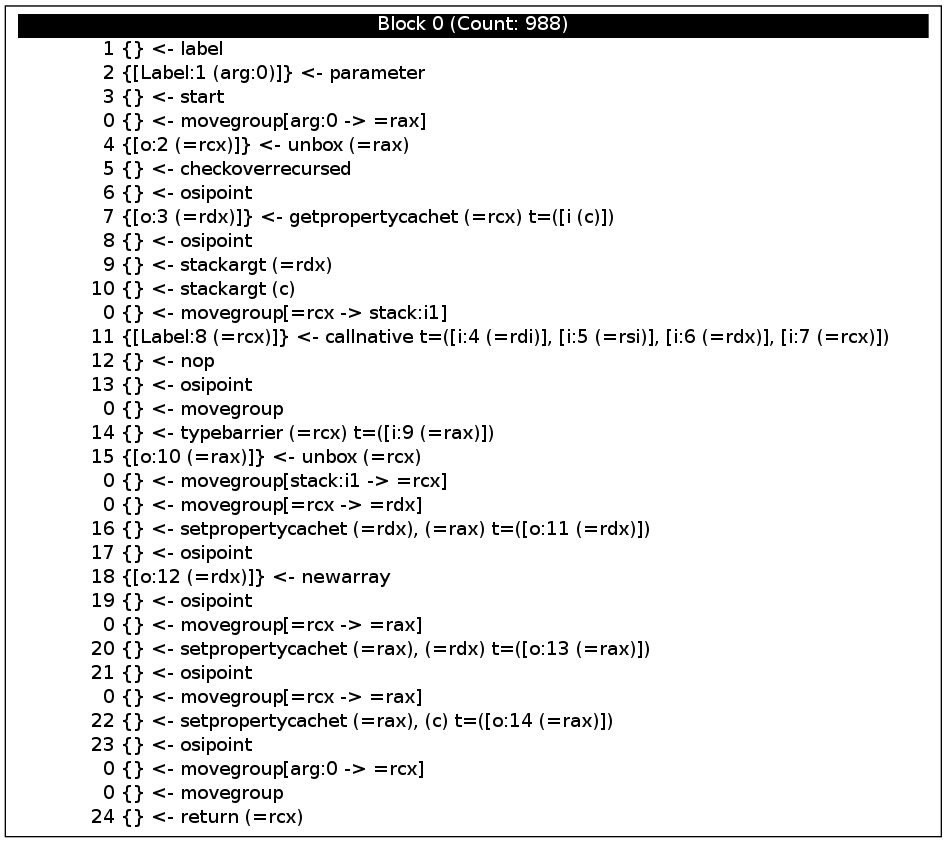 Block 0 (Count: 988)
1 {} <- label
2 {[Label:1 (arg:0)]} <- parameter
3 {} <- start
0 {} <- movegroup[arg:0 -> =rax]
4 {[o:2 (=rcx)]} <- unbox (=rax)
5 {} <- checkoverrecursed
6 {} <- osipoint
7 {[o:3 (=rdx)]} <- getpropertycachet (=rcx) t=([i (c)])
8 {} <- osipoint
9 {} <- stackargt (=rdx)
10 {} <- stackargt (c)
0 {} <- movegroup[=rcx -> stack:i1]
11 {[Label:8 (=rcx)]} <- callnative t=([i:4 (=rdi)], [i:5 (=rsi)], [i:6 (=rdx)], [i:7 (=rcx)])
12 {} <- nop
13 {} <- osipoint
0 {} <- movegroup
14 {} <- typebarrier (=rcx) t=([i:9 (=rax)])
15 {[o:10 (=rax)]} <- unbox (=rcx)
0 {} <- movegroup[stack:i1 -> =rcx]
0 {} <- movegroup[=rcx -> =rdx]
16 {} <- setpropertycachet (=rdx), (=rax) t=([o:11 (=rdx)])
17 {} <- osipoint
18 {[o:12 (=rdx)]} <- newarray
19 {} <- osipoint
0 {} <- movegroup[=rcx -> =rax]
20 {} <- setpropertycachet (=rax), (=rdx) t=([o:13 (=rax)])
21 {} <- osipoint
0 {} <- movegroup[=rcx -> =rax]
22 {} <- setpropertycachet (=rax), (c) t=([o:14 (=rax)])
23 {} <- osipoint
0 {} <- movegroup[arg:0 -> =rcx]
0 {} <- movegroup
24 {} <- return (=rcx)